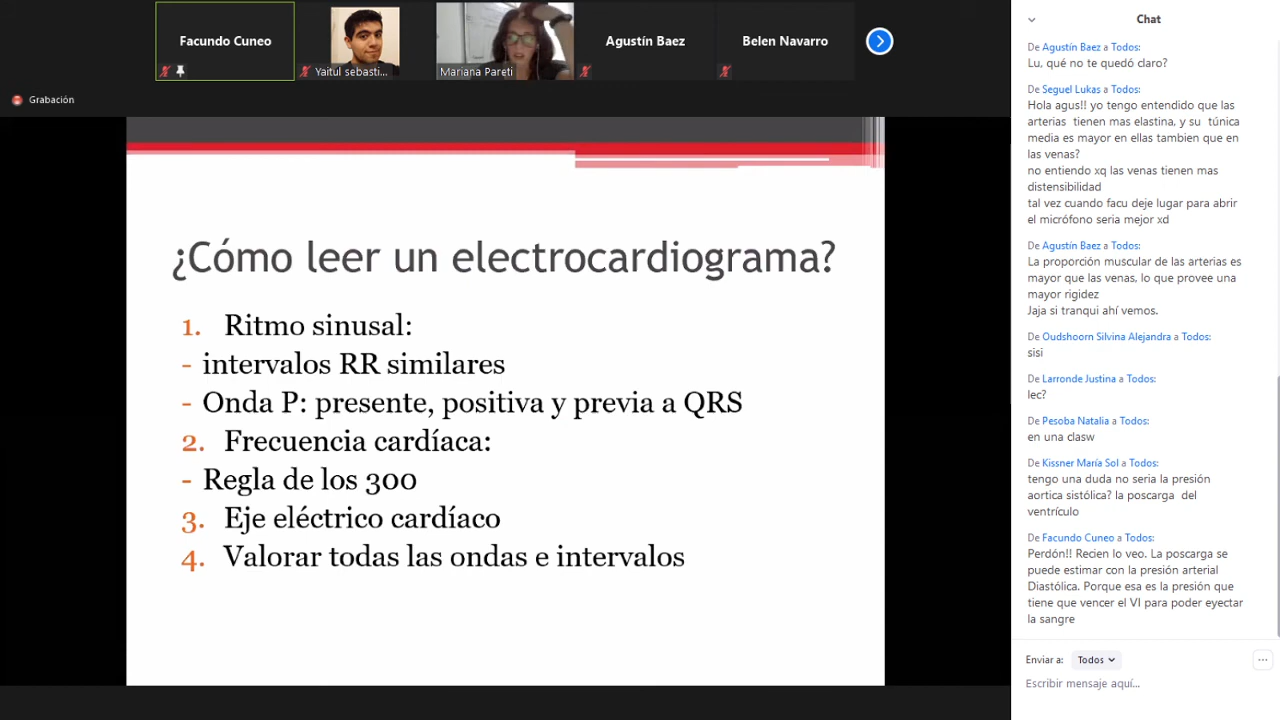 Facundo Cuneo
Yaitul sebasti...
Mariana Pareti
Agustín Baez
Belen Navarro
Grabación
¿Cómo leer un electrocardiograma?
1. Ritmo sinusal:
- intervalos RR similares
- Onda P: presente, positiva y previa a QRS
2. Frecuencia cardíaca:
- Regla de los 300
3. Eje eléctrico cardíaco
4. Valorar todas las ondas e intervalos
Chat
De Agustín Baez a Todos:
Lu, qué no te quedó claro?
De Seguel Lukas a Todos:
Hola agus!! yo tengo entendido que las
arterias tienen mas elastina, y su túnica
media es mayor en ellas tambien que en
las venas?
no entiendo xq las venas tienen mas
distensibilidad
tal vez cuando facu deje lugar para abrir
el micrófono seria mejor xd
De Agustín Baez a Todos:
La proporción muscular de las arterias es
mayor que las venas, lo que provee una
mayor rigidez
Jaja si tranqui ahí vemos.
De Oudshoorn Silvina Alejandra a Todos:
sisi
De Larronde Justina a Todos:
lec?
De Pesoba Natalia a Todos:
en una clasw
De Kissner María Sol a Todos:
tengo una duda no seria la presión
aortica sistólica? la poscarga del
ventrículo
De Facundo Cuneo a Todos:
Perdón!! Recien lo veo. La poscarga se
puede estimar con la presión arterial
Diastólica. Porque esa es la presión que
tiene que vencer el VI para poder eyectar
la sangre
Enviar a: Todos
Escribir mensaje aquí...